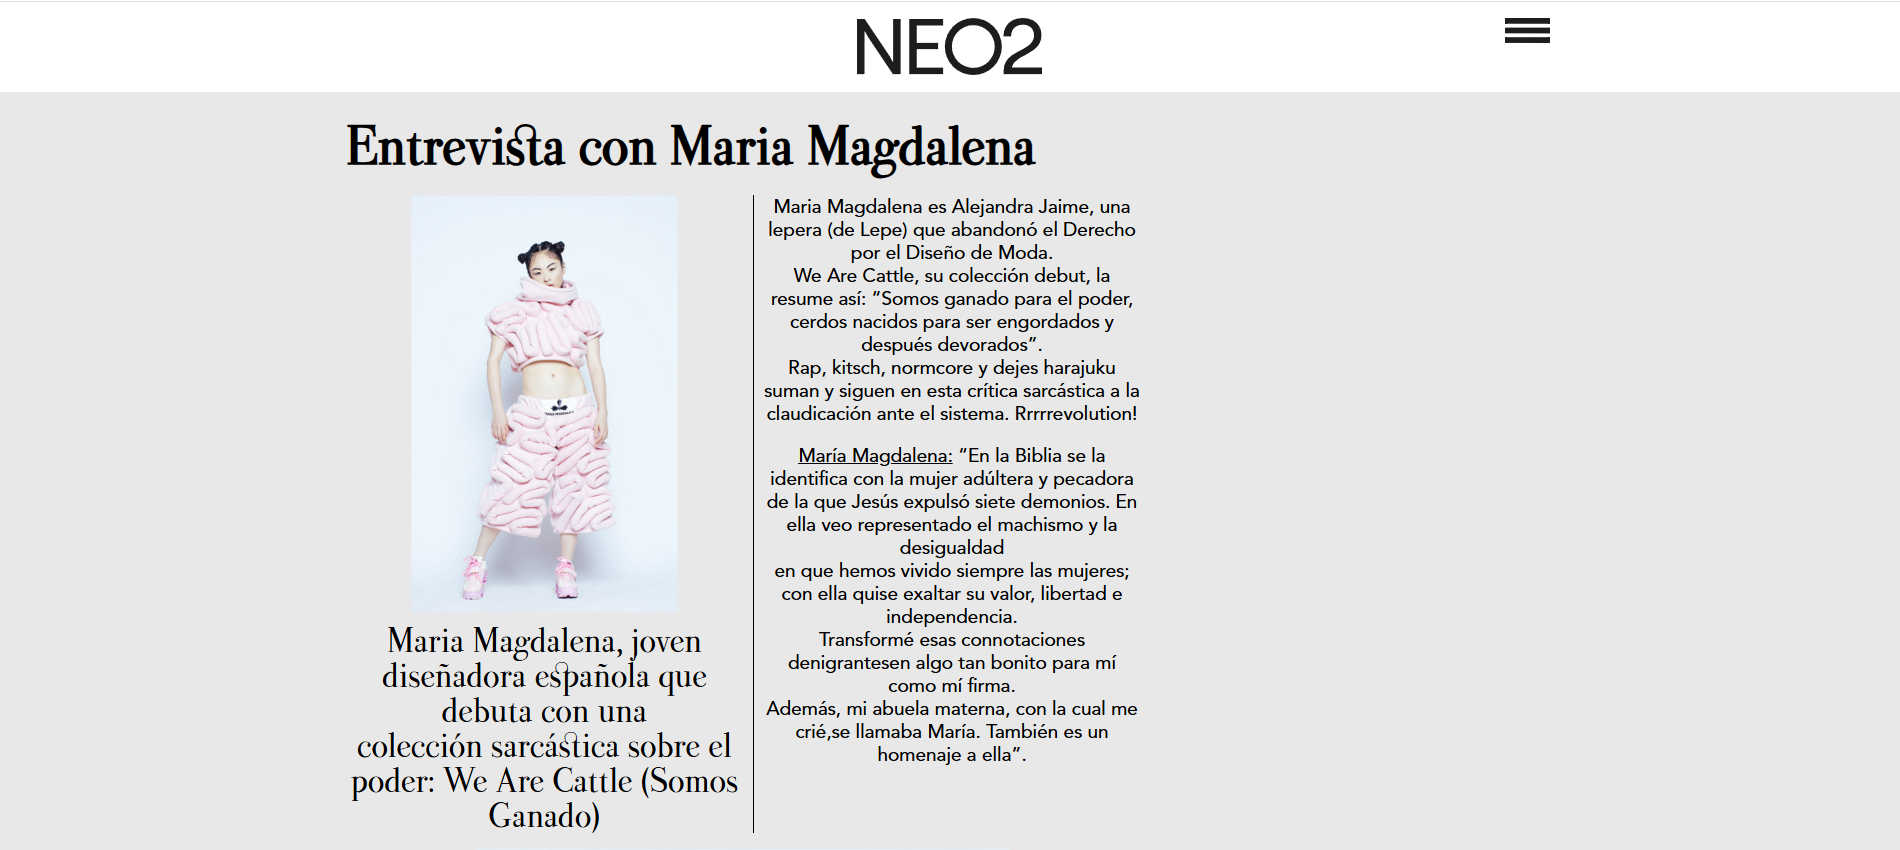 NEO2
Entrevista con Maria Magdalena
Maria Magdalena, joven
diseñadora española que
debuta con una
colección sarcástica sobre el
poder: We Are Cattle (Somos
Ganado)
Maria Magdalena es Alejandra Jaime, una
lepera (de Lepe) que abandonó el Derecho
por el Diseño de Moda.
We Are Cattle, su colección debut, la
resume así: “Somos ganado para el poder,
cerdos nacidos para ser engordados y
después devorados”.
Rap, kitsch, normcore y dejes harajuku
suman y siguen en esta crítica sarcástica a la
claudicación ante el sistema. Rrrrrevolution!
María Magdalena: “En la Biblia se la
identifica con la mujer adúltera y pecadora
de la que Jesús expulsó siete demonios. En
ella veo representado el machismo y la
desigualdad
en que hemos vivido siempre las mujeres;
con ella quise exaltar su valor, libertad e
independencia.
Transformé esas connotaciones
denigrantesen algo tan bonito para mí
como mí firma.
Además, mi abuela materna, con la cual me
crié,se llamaba María. También es un
homenaje a ella”.